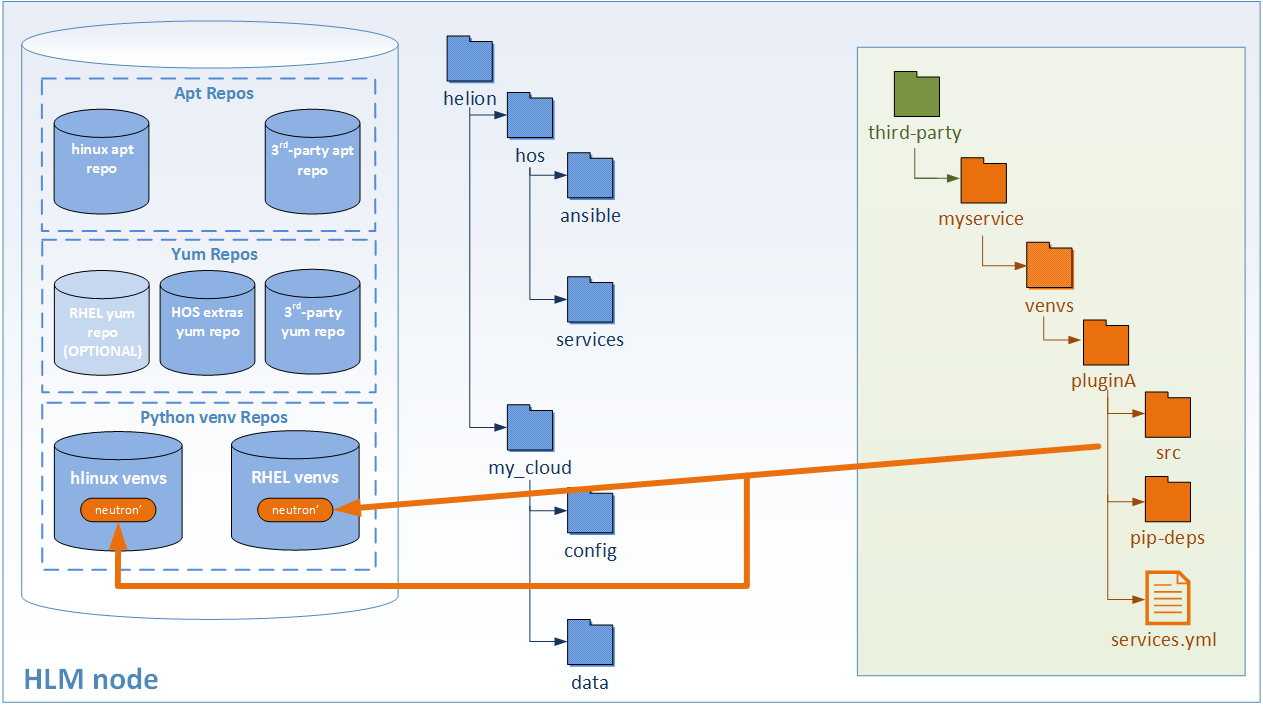 Apt Repos
hinux apt
repo
3rd-party apt
repo
Yum Repos
RHEL yum
repo
(OPTIONAL)
HOS extras
yum repo
3rd-party
yum repo
Python venv Repos
hlinux venvs
neutron’
RHEL venvs
neutron’
HLM node
helion
hos
ansible
services
my_cloud
config
data
third-party
myservice
venvs
pluginA
src
pip-deps
services.yml